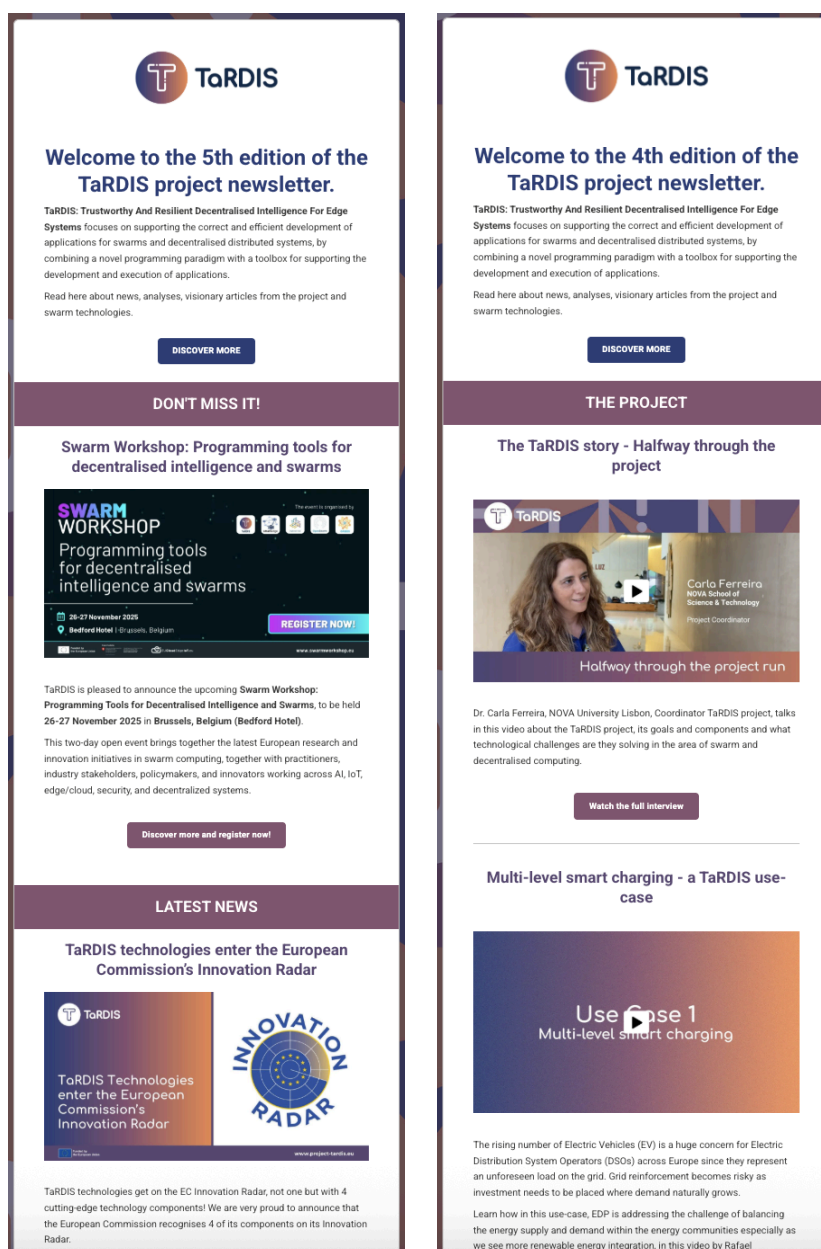 TaRDIS
Welcome to the 5th edition of the
TaRDIS project newsletter.
TaRDIS: Trustworthy And Resilient Decentralised Intelligence For Edge
Systems focuses on supporting the correct and efficient development of
applications for swarms and decentralised distributed systems, by
combining a novel programming paradigm with a toolbox for supporting the
development and execution of applications.
Read here about news, analyses, visionary articles from the project and
swarm technologies.
DISCOVER MORE
DON'T MISS IT!
Swarm Workshop: Programming tools for
decentralised intelligence and swarms
SWARM
WORKSHOP
The event is organised by
Programming tools
for decentralised
intelligence and swarms
26-27 November 2025
Bedford Hotel | Brussels, Belgium
REGISTER NOW!
www.swarmworkshop.eu
TaRDIS is pleased to announce the upcoming Swarm Workshop:
Programming Tools for Decentralised Intelligence and Swarms, to be held
26-27 November 2025 in Brussels, Belgium (Bedford Hotel).
This two-day open event brings together the latest European research and
innovation initiatives in swarm computing, together with practitioners,
industry stakeholders, policymakers, and innovators working across AI, IoT,
edge/cloud, security, and decentralized systems.
Discover more and register now!
LATEST NEWS
TaRDIS technologies enter the European
Commission's Innovation Radar
TaRDIS
TaRDIS Technologies
enter the European
Commission's
Innovation Radar
INNOVATION
RADAR
www.project-tardis.eu
TaRDIS technologies get on the EC Innovation Radar, not one but with 4
cutting-edge technology components! We are very proud to announce that
the European Commission recognises 4 of its components on its Innovation
Radar.
TaRDIS
Welcome to the 4th edition of the
TaRDIS project newsletter.
TaRDIS: Trustworthy And Resilient Decentralised Intelligence For Edge
Systems focuses on supporting the correct and efficient development of
applications for swarms and decentralised distributed systems, by
combining a novel programming paradigm with a toolbox for supporting the
development and execution of applications.
Read here about news, analyses, visionary articles from the project and
swarm technologies.
DISCOVER MORE
THE PROJECT
The TaRDIS story - Halfway through the
project
TaRDIS
Carla Ferreira
NOVA School of
Science & Technology
Project Coordinator
Halfway through the project run
Dr. Carla Ferreira, NOVA University Lisbon, Coordinator TaRDIS project, talks
in this video about the TaRDIS project, its goals and components and what
technological challenges are they solving in the area of swarm and
decentralised computing.
Watch the full interview
Multi-level smart charging - a TaRDIS use-
case
Use Case 1
Multi-level smart charging
The rising number of Electric Vehicles (EV) is a huge concern for Electric
Distribution System Operators (DSOs) across Europe since they represent
an unforeseen load on the grid. Grid reinforcement becomes risky as
investment needs to be placed where demand naturally grows.
Learn how in this use-case, EDP is addressing the challenge of balancing
the energy supply and demand within the energy communities especially as
we see more renewable energy integration, in this video by Rafael